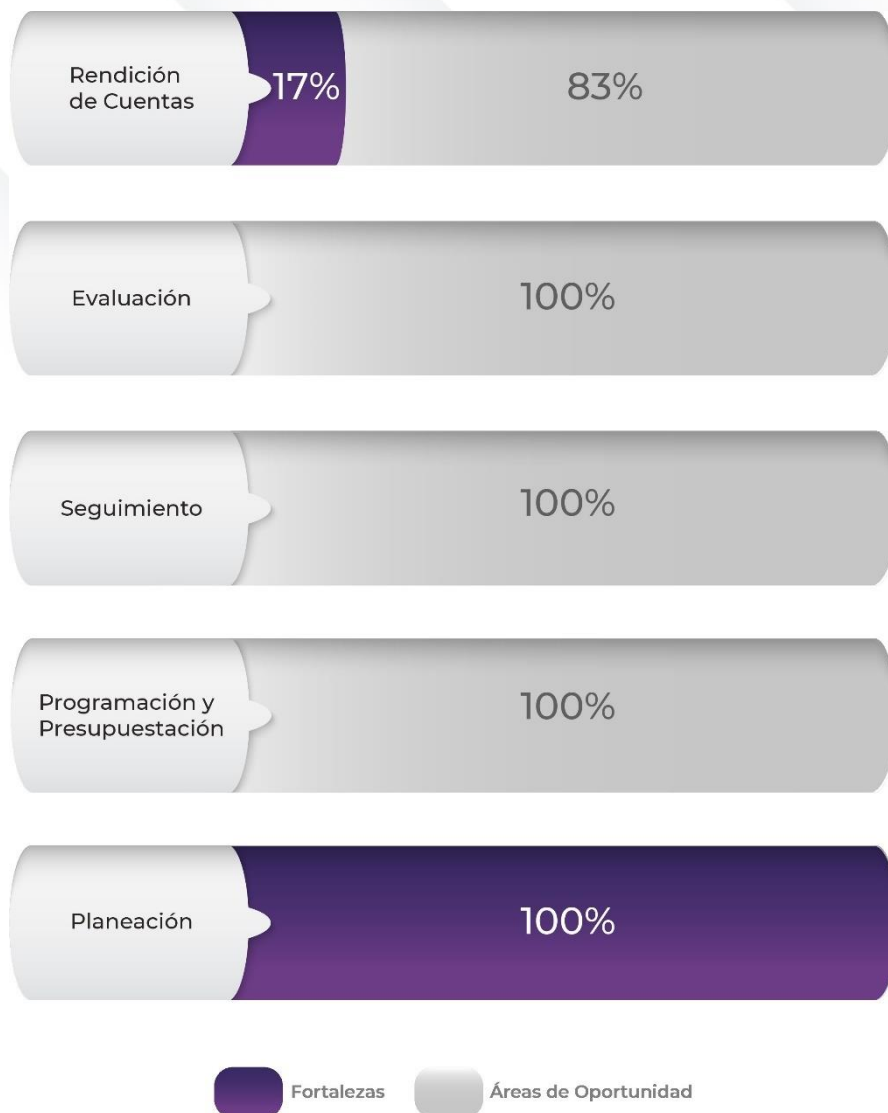 Rendición
de Cuentas
17%
83%
Evaluación
100%
Seguimiento
100%
Programación y
Presupuestación
100%
Planeación
100%
Fortalezas
Áreas de Oportunidad